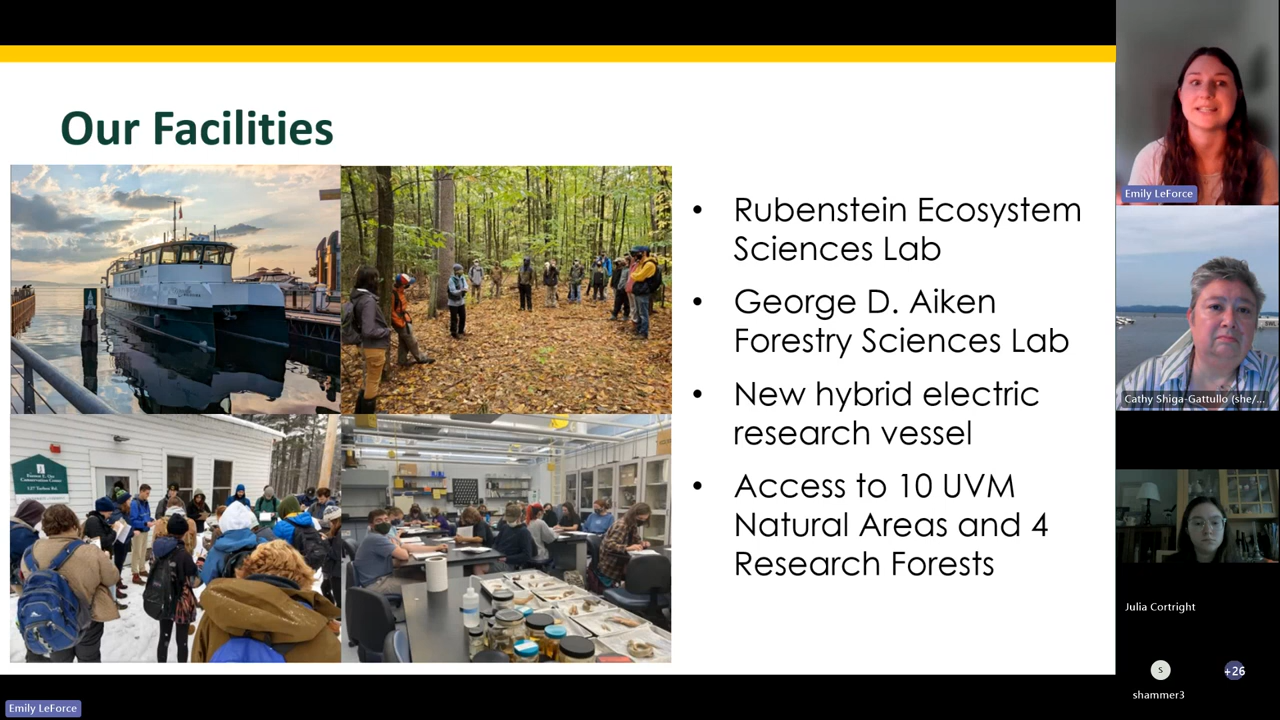 Our Facilities
• Rubenstein Ecosystem
Sciences Lab
• George D. Aiken
Forestry Sciences Lab
• New hybrid electric
research vessel
• Access to 10 UVM
Natural Areas and 4
Research Forests
Emily LeForce
Cathy Shiga-Gattullo (she/...
Julia Cortright
S
+26
shammer3
Emily LeForce